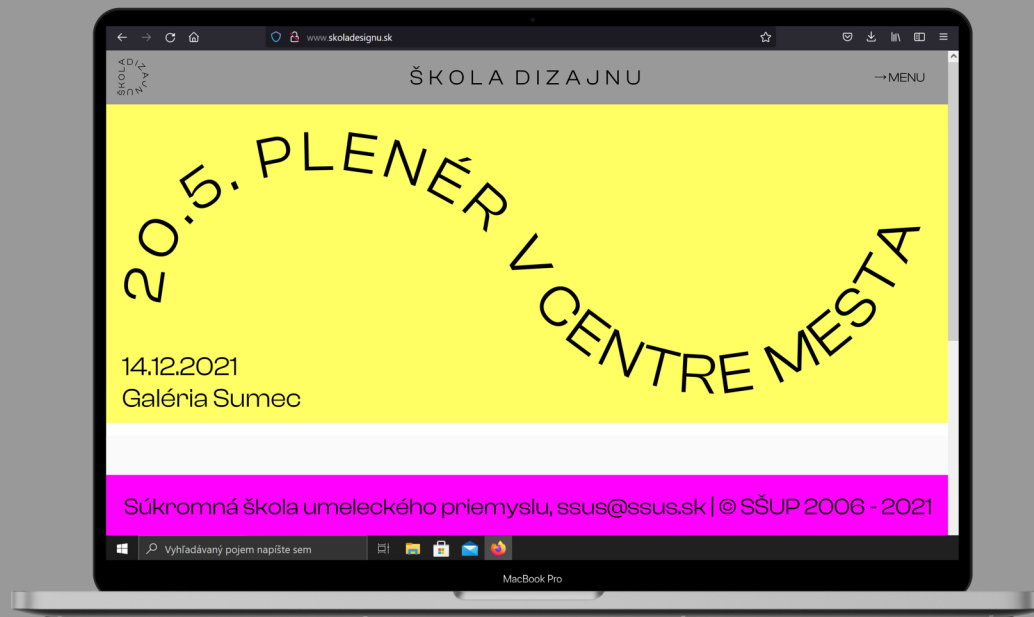 www.skoladesignu.sk
ŠKOLA DIZAJNU
ŠKOLA DIZAJNU
→MENU
20.5. PLENÉR V CENTRE MESTA
14.12.2021
Galéria Sumec
Súkromná škola umeleckého priemyslu, ssus@ssus.sk | © SŠUP 2006 - 2021
Vyhľadávaný pojem napíšte sem
MacBook Pro